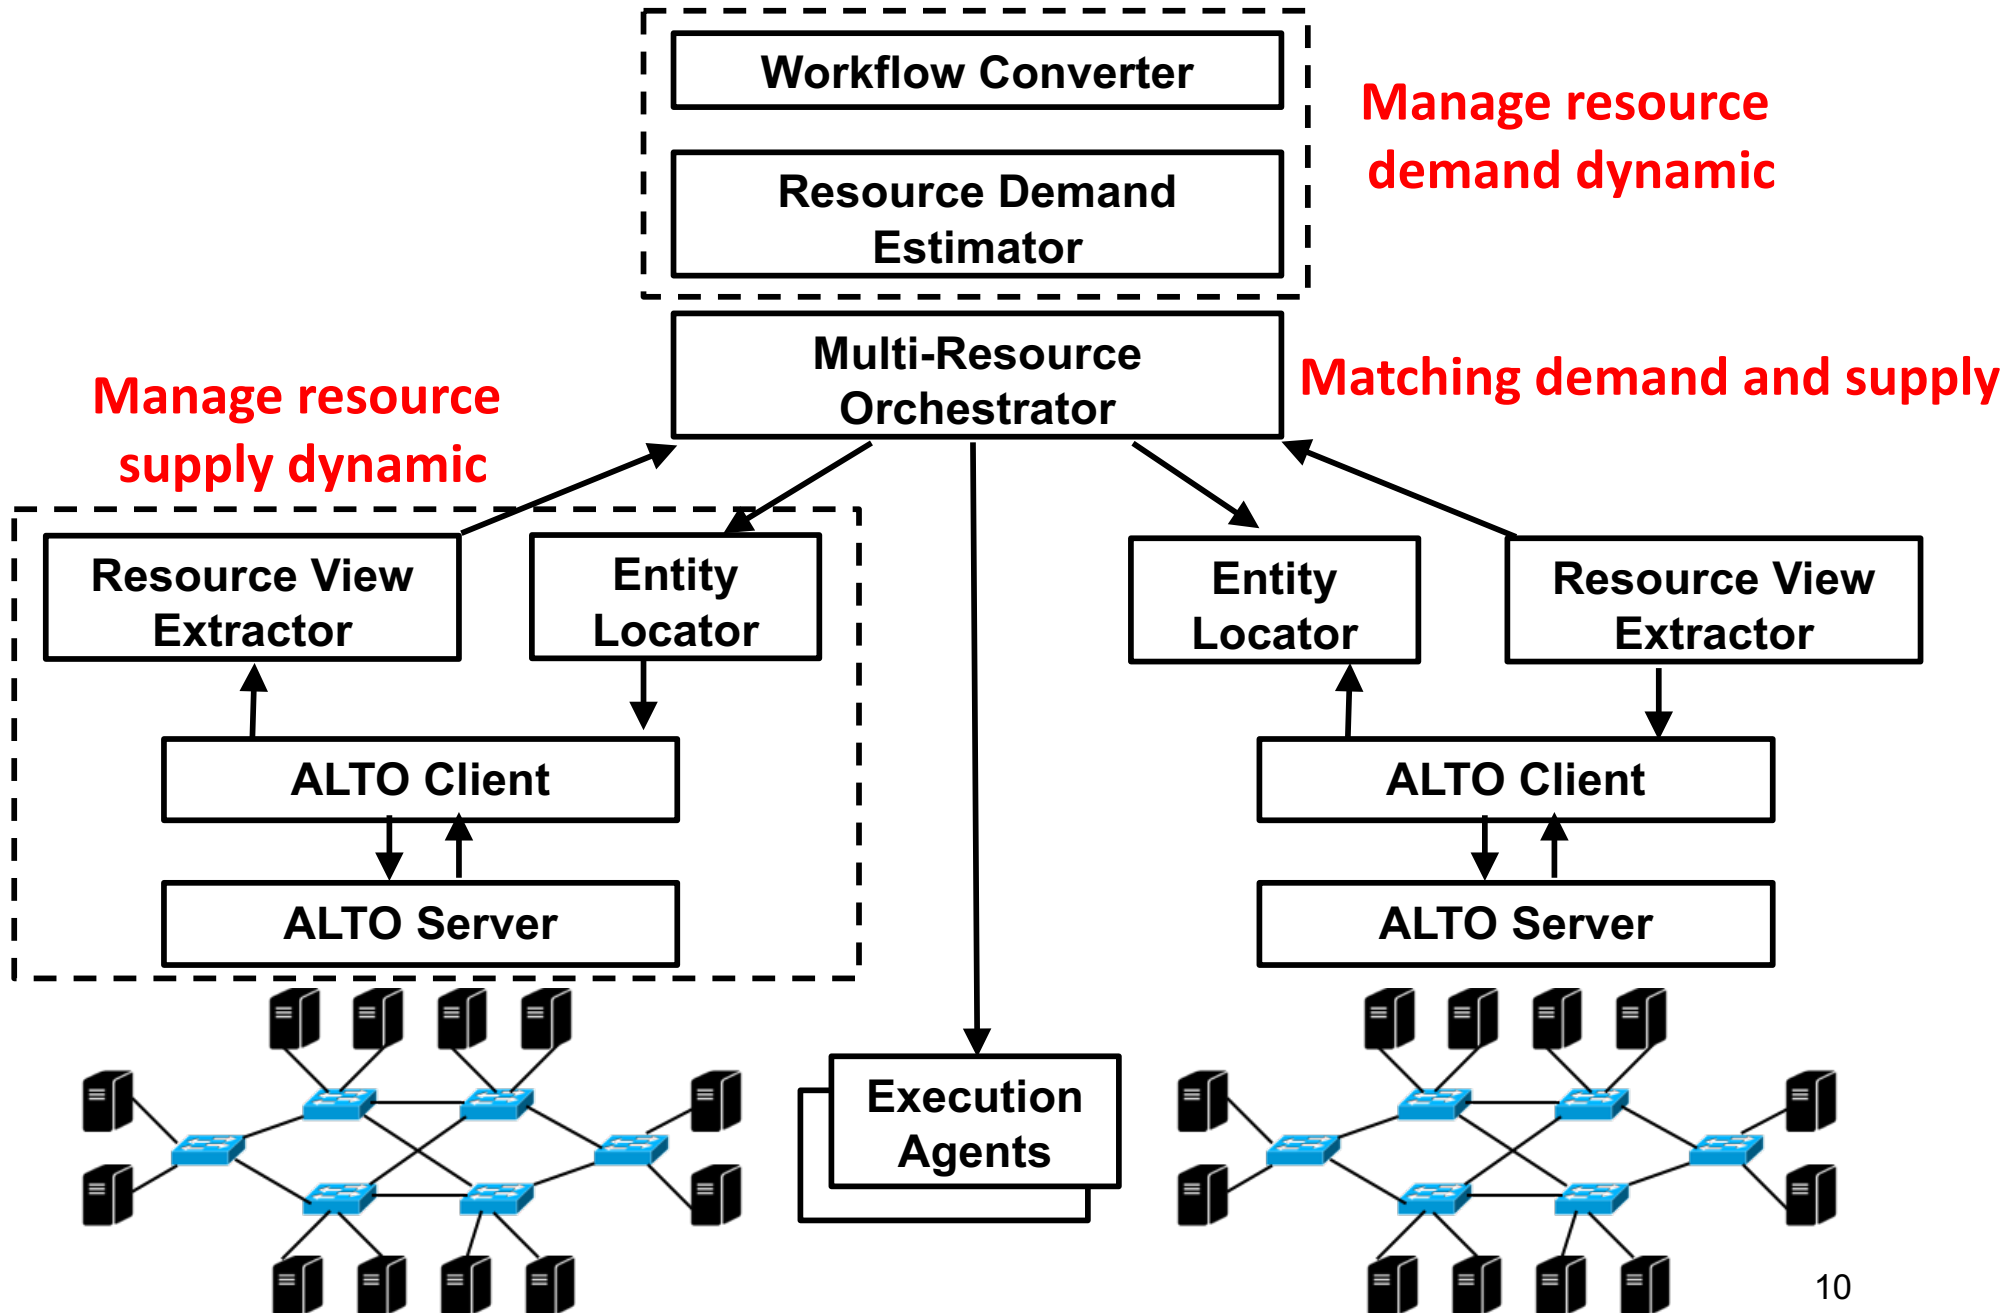 Workflow Converter
Manage resource
demand dynamic
Resource Demand
Estimator
Multi-Resource
Orchestrator
Matching demand and supply
Manage resource
supply dynamic
Resource View
Extractor
Entity
Locator
ALTO Client
ALTO Server
Entity
Locator
Resource View
Extractor
ALTO Client
ALTO Server
Execution
Agents
10